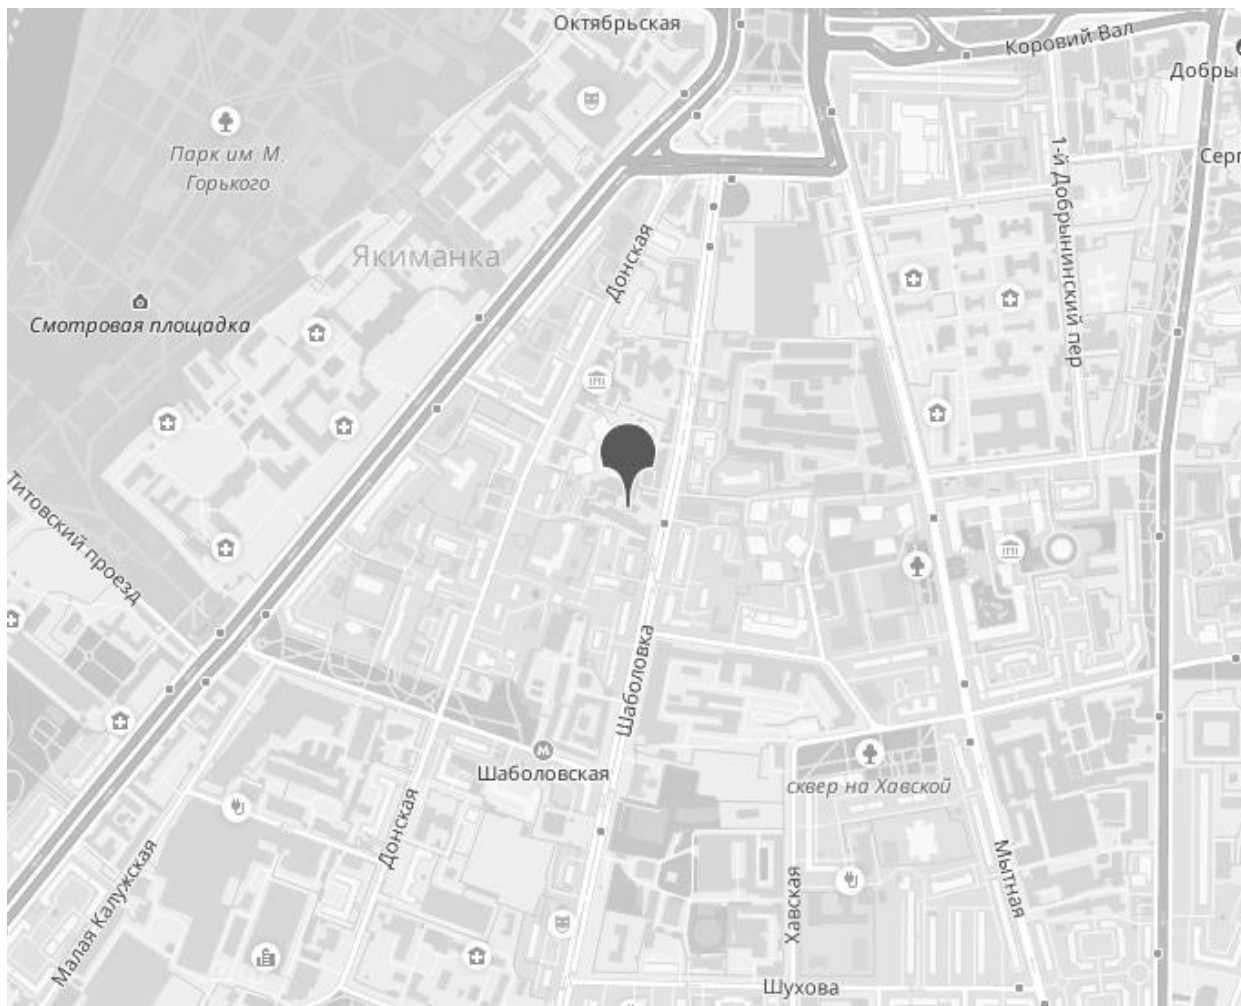 Октябрьская
Коровий Вал
Добры
Парк им М.
Горького
1-й Добрынинский пер
Серп
Якиманка
Донская
Смотровая площадка
Титовский проезд
Шаболовка
М
Шаболовская
сквер на Хавской
Донская
Малая Калужская
Хавская
Мытная
Шухова